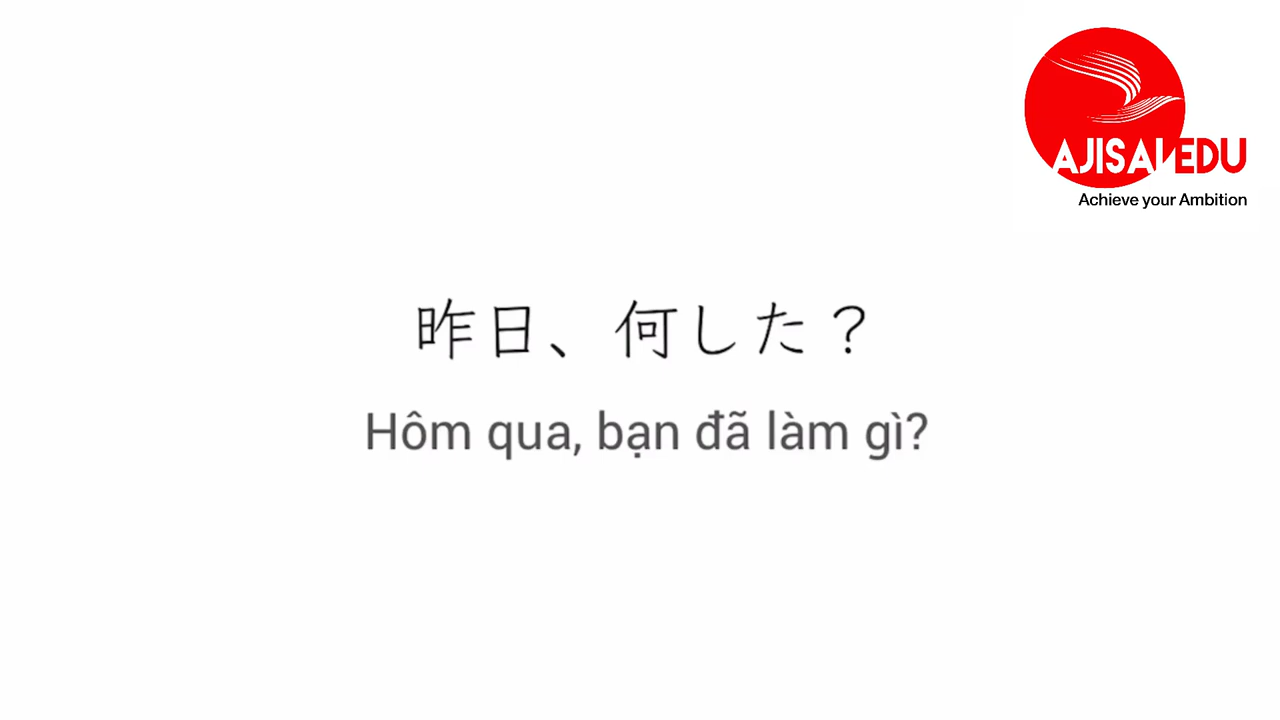 AJISAI EDU
Achieve your Ambition
昨日、何した？
Hôm qua, bạn đã làm gì?